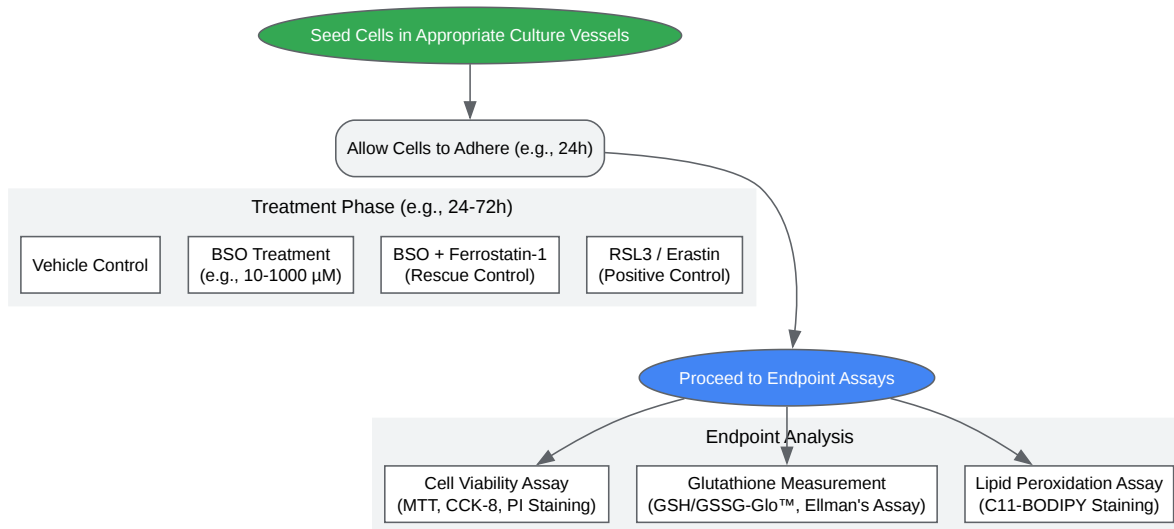 Seed Cells in Appropriate Culture Vessels
Allow Cells to Adhere (e.g., 24h)
Treatment Phase (e.g., 24-72h)
Vehicle Control
BSO Treatment
(e.g., 10-1000 µM)
BSO + Ferrostatin-1
(Rescue Control)
RSL3 / Erastin
(Positive Control)
Proceed to Endpoint Assays
Endpoint Analysis
Cell Viability Assay
(MTT, CCK-8, PI Staining)
Glutathione Measurement
(GSH/GSSG-Glo™, Ellman's Assay)
Lipid Peroxidation Assay
(C11-BODIPY Staining)